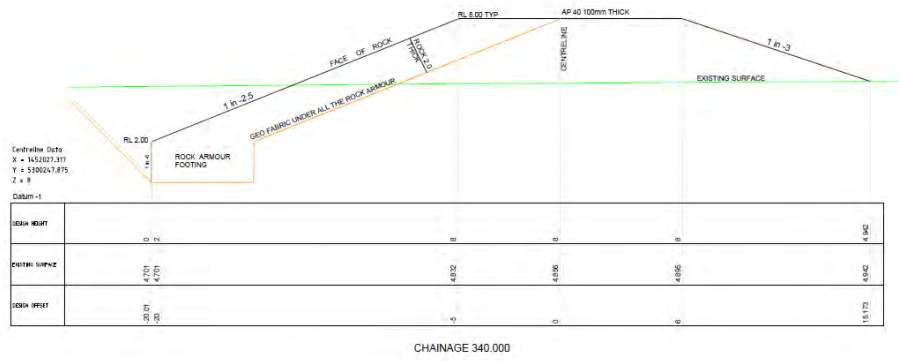 RL 8.00 TYP
AP 40 100mm THICK
FACE OF ROCK
ROCK 2.0
THICK
CENTRELINE
1 in -3
EXISTING SURFACE
1 in -2.5
GEO FABRIC UNDER ALL THE ROCK ARMOUR
RL 2.00
ROCK ARMOUR
FOOTING
Centreline Data
X = 1452027.317
Y = 5300247.875
Z = 8
Datum -1
DESIGN HEIGHT 0 2 8 8 8 4.942
EXISTING SURFACE 4.701 4.701 4.832 4.866 4.895 4.942
DESIGN OFFSET -20.01 -20 -5 0 6 15.173
CHAINAGE 340.000